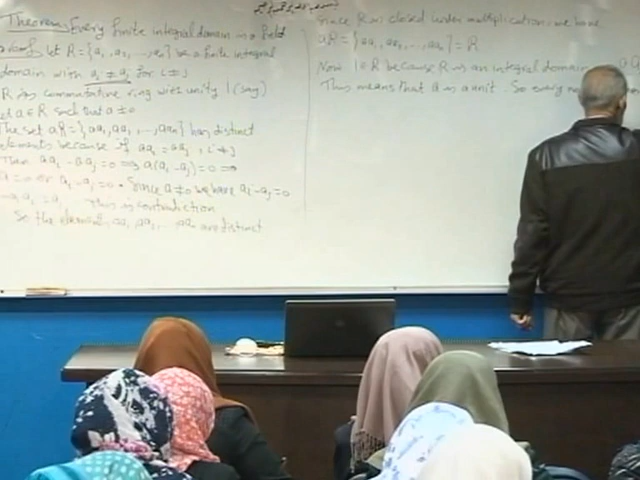 Theorem Every finite integral domain is a field
proof. let R = {a1, a2, ..., an} be a finite integral
domain with ai ≠ aj for i ≠ j
R is commutative ring with unity 1 (say)
let a ∈ R such that a ≠ 0
The set aR = {aa1, aa2, ..., aan} has distinct
elements because if aai = aaj, i ≠ j
Then aai - aaj = 0 ⇒ a(ai - aj) = 0 ⇒
a = 0 or ai - aj = 0. Since a ≠ 0 we have ai - aj = 0
ai = aj This is contradiction
So the elements aa1, aa2, ..., aan are distinct
Since R is closed under multiplication, we have
aR = {aa1, aa2, ..., aan} = R
Now 1 ∈ R because R is an integral domain
This means that a is a unit. So every